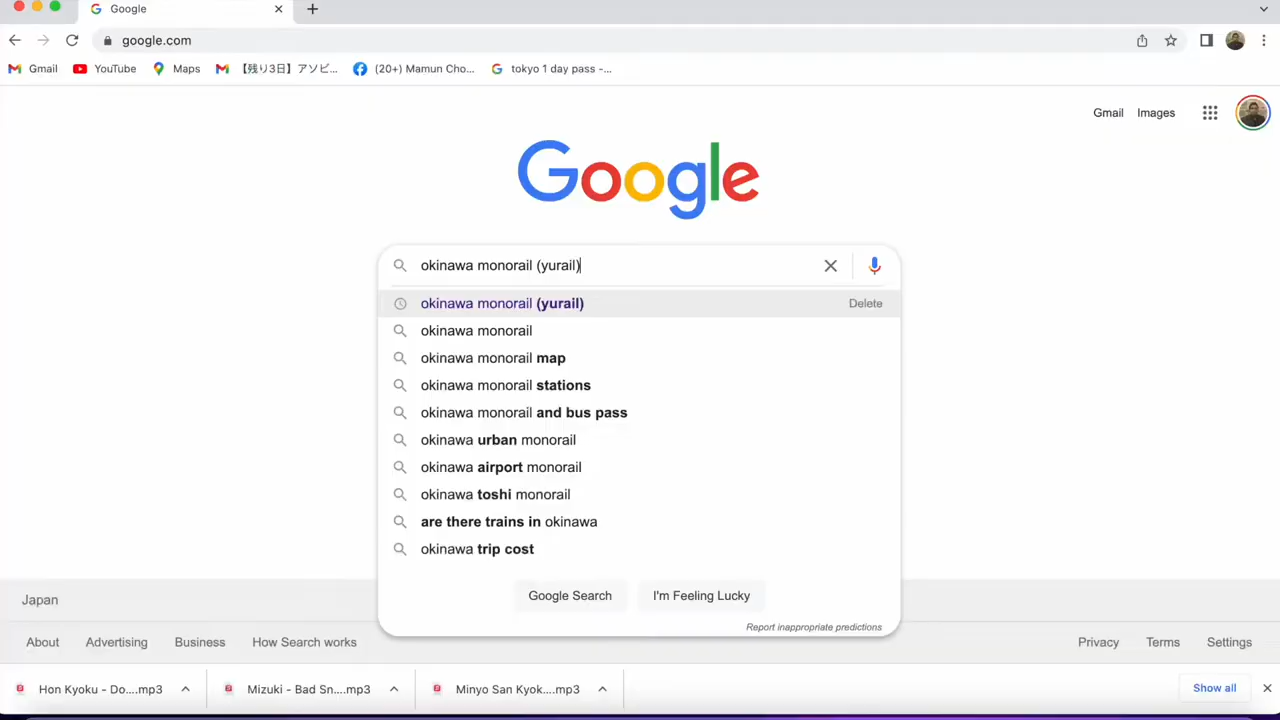 Google
google.com
Gmail
YouTube
Maps
【残り3日】アソビ...
(20+) Mamun Cho...
tokyo 1 day pass -...
Gmail
Images
Google
okinawa monorail (yurail)
okinawa monorail (yurail)
Delete
okinawa monorail
okinawa monorail map
okinawa monorail stations
okinawa monorail and bus pass
okinawa urban monorail
okinawa airport monorail
okinawa toshi monorail
are there trains in okinawa
okinawa trip cost
Google Search
I'm Feeling Lucky
Report inappropriate predictions
Japan
About
Advertising
Business
How Search works
Privacy
Terms
Settings
Hon Kyoku - Do....mp3
Mizuki - Bad Sn....mp3
Minyo San Kyok....mp3
Show all